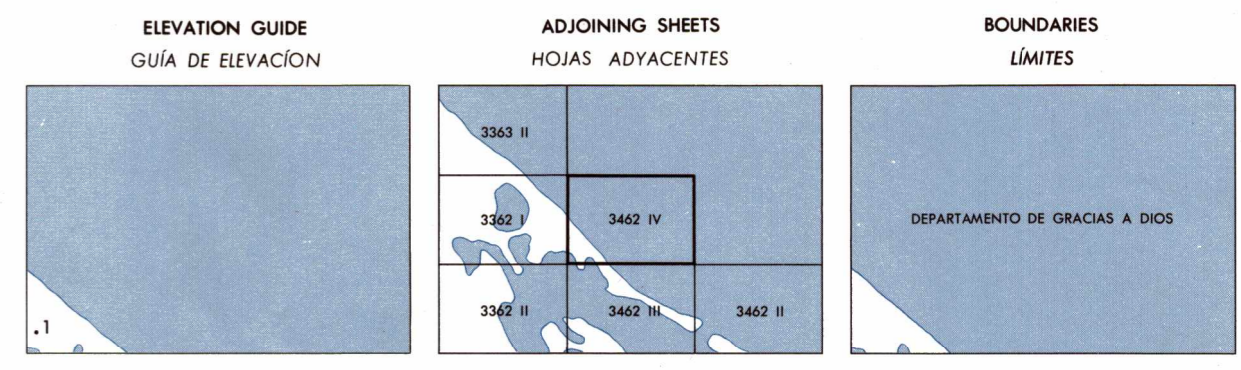 ELEVATION GUIDE
GUÍA DE ELEVACÍON
.1
ADJOINING SHEETS
HOJAS ADYACENTES
3363 II
3362 I
3462 IV
3362 II
3462 III
3462 II
BOUNDARIES
LÍMITES
DEPARTAMENTO DE GRACIAS A DIOS